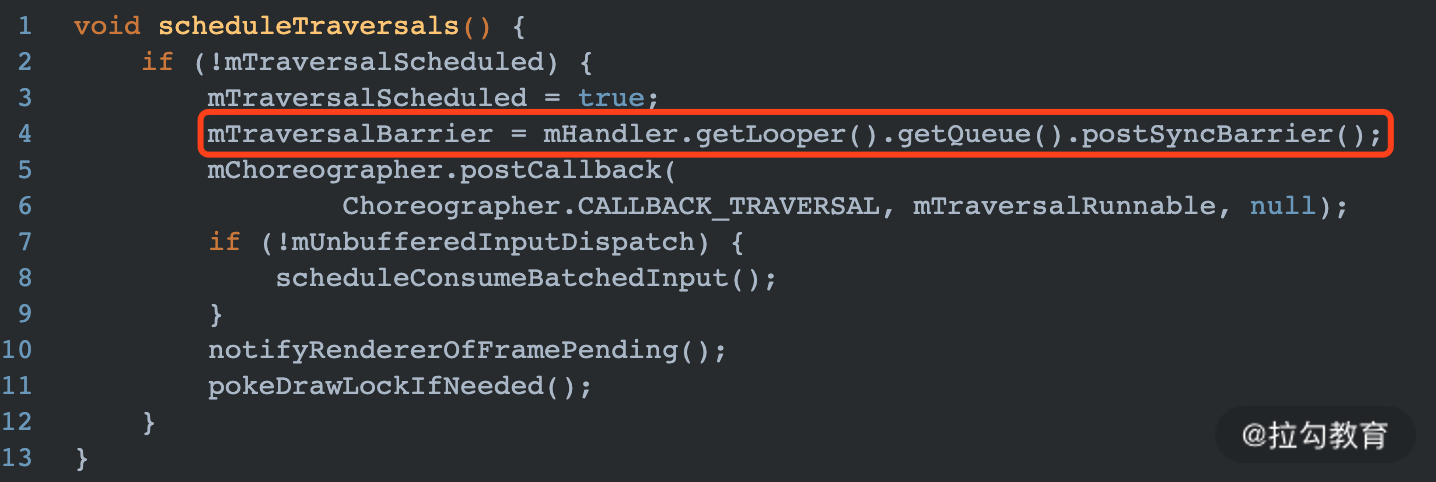 1 void scheduleTraversals() {
2 if (!mTraversalScheduled) {
3 mTraversalScheduled = true;
4 mTraversalBarrier = mHandler.getLooper().getQueue().postSyncBarrier();
5 mChoreographer.postCallback(
6 Choreographer.CALLBACK_TRAVERSAL, mTraversalRunnable, null);
7 if (!mUnbufferedInputDispatch) {
8 scheduleConsumeBatchedInput();
9 }
10 notifyRendererOfFramePending();
11 pokeDrawLockIfNeeded();
12 }
13 }
@拉勾教育